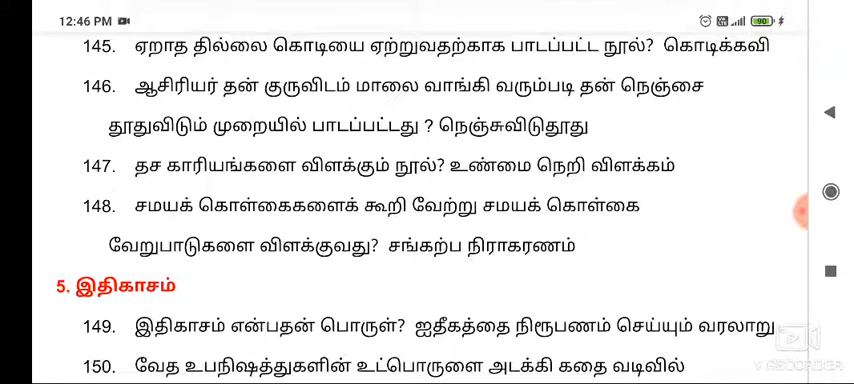 12:46 PM
90
145. ஏறாத தில்லை கொடியை ஏற்றுவதற்காக பாடப்பட்ட நூல்? கொடிக்கவி
146. ஆசிரியர் தன் குருவிடம் மாலை வாங்கி வரும்படி தன் நெஞ்சை
தூதுவிடும் முறையில் பாடப்பட்டது ? நெஞ்சுவிடுதூது
147. தச காரியங்களை விளக்கும் நூல்? உண்மை நெறி விளக்கம்
148. சமயக் கொள்கைகளைக் கூறி வேற்று சமயக் கொள்கை
வேறுபாடுகளை விளக்குவது? சங்கற்ப நிராகரணம்
5. இதிகாசம்
149. இதிகாசம் என்பதன் பொருள்? ஐதீகத்தை நிரூபணம் செய்யும் வரலாறு
V RECORDER
150. வேத உபநிஷத்துகளின் உட்பொருளை அடக்கி கதை வடிவில்